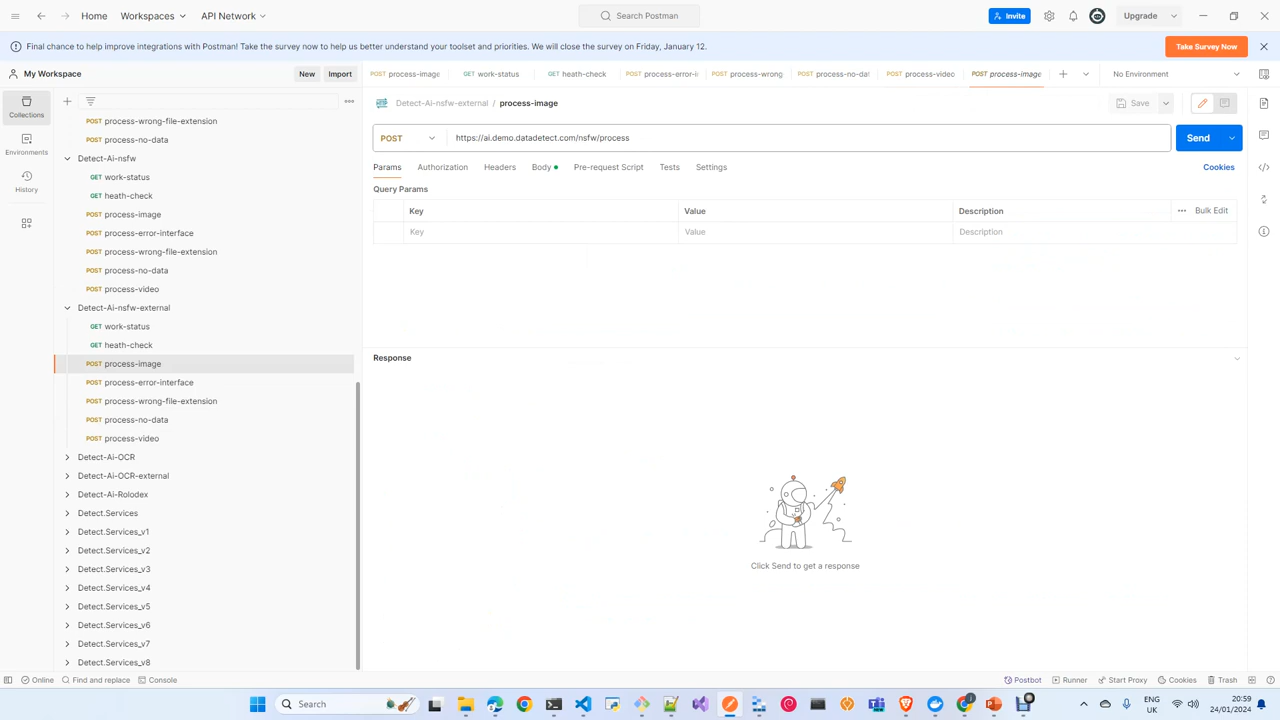 Home
Workspaces
API Network
Search Postman
Invite
Upgrade
Final chance to help improve integrations with Postman! Take the survey now to help us better understand your toolset and priorities. We will close the survey on Friday, January 12.
Take Survey Now
My Workspace
New
Import
process-image
GET work-status
GET heath-check
POST process-error-i
POST process-wrong
POST process-no-dat
POST process-video
POST process-image
No Environment
Collections
Environments
History
POST process-wrong-file-extension
POST process-no-data
Detect-Ai-nsfw
GET work-status
GET heath-check
POST process-image
POST process-error-interface
POST process-wrong-file-extension
POST process-no-data
POST process-video
Detect-Ai-nsfw-external
GET work-status
GET heath-check
POST process-image
POST process-error-interface
POST process-wrong-file-extension
POST process-no-data
POST process-video
Detect-Ai-OCR
Detect-Ai-OCR-external
Detect-Ai-Rolodex
Detect.Services
Detect.Services_v1
Detect.Services_v2
Detect.Services_v3
Detect.Services_v4
Detect.Services_v5
Detect.Services_v6
Detect.Services_v7
Detect.Services_v8
Detect-Ai-nsfw-external / process-image
Save
POST
https://ai.demo.datadetect.com/nsfw/process
Send
Params
Authorization
Headers
Body
Pre-request Script
Tests
Settings
Cookies
Query Params
Key
Value
Description
Bulk Edit
Key
Value
Description
Response
Click Send to get a response
Online
Find and replace
Console
Postbot
Runner
Start Proxy
Cookies
Trash
Search
ENG
UK
20:59
24/01/2024